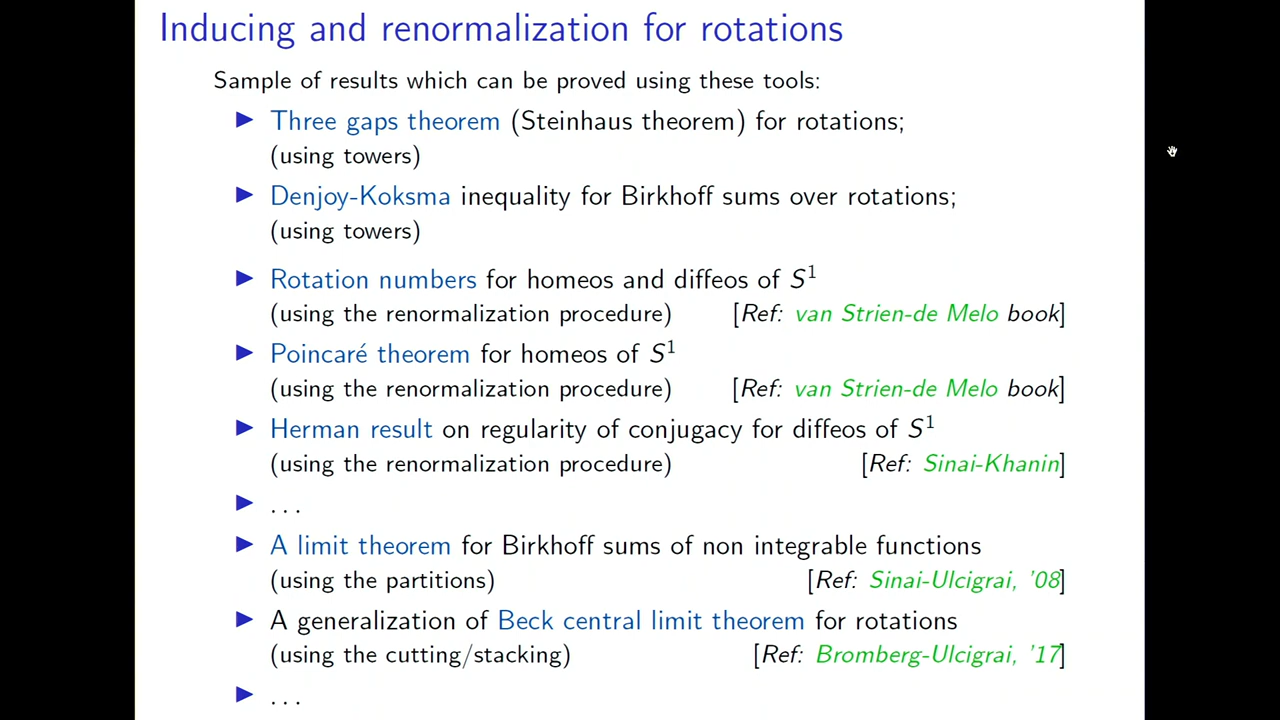 Inducing and renormalization for rotations
Sample of results which can be proved using these tools:
▶ Three gaps theorem (Steinhaus theorem) for rotations;
(using towers)
▶ Denjoy-Koksma inequality for Birkhoff sums over rotations;
(using towers)
▶ Rotation numbers for homeos and diffeos of S¹
(using the renormalization procedure) [Ref: van Strien-de Melo book]
▶ Poincaré theorem for homeos of S¹
(using the renormalization procedure) [Ref: van Strien-de Melo book]
▶ Herman result on regularity of conjugacy for diffeos of S¹
(using the renormalization procedure) [Ref: Sinai-Khanin]
▶ ...
▶ A limit theorem for Birkhoff sums of non integrable functions
(using the partitions) [Ref: Sinai-Ulcigrai, '08]
▶ A generalization of Beck central limit theorem for rotations
(using the cutting/stacking) [Ref: Bromberg-Ulcigrai, '17]
▶ ...